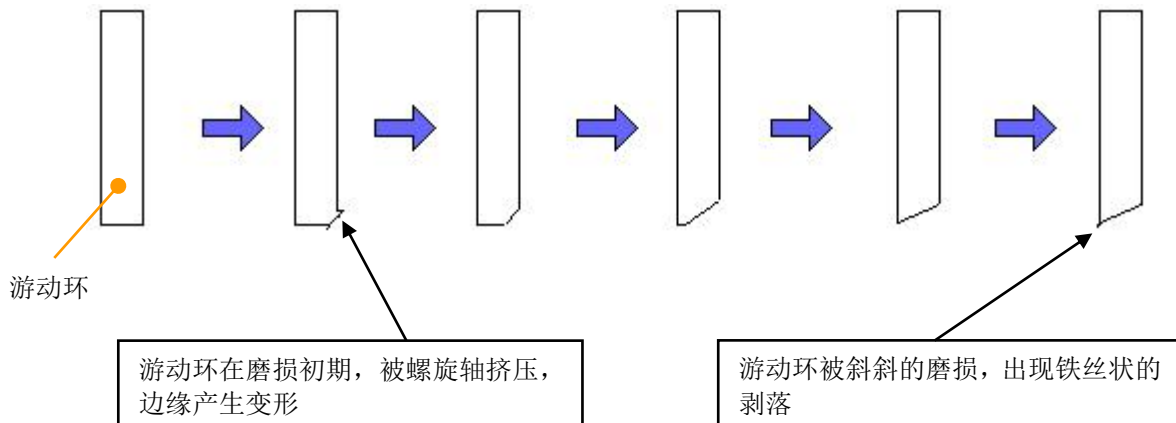 游动环
游动环在磨损初期，被螺旋轴挤压，
边缘产生变形
游动环被斜斜的磨损，出现铁丝状的
剥落